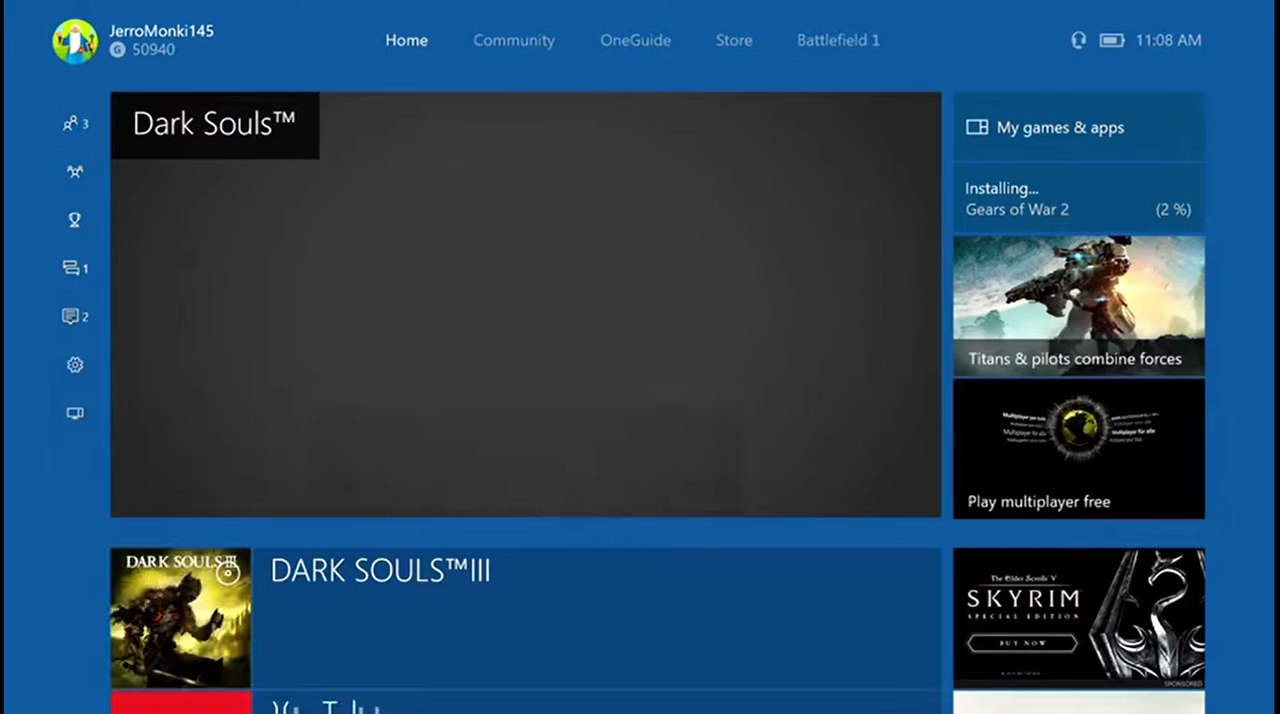 JerroMonki145
G 50940
Home
Community
OneGuide
Store
Battlefield 1
11:08 AM
3
1
2
Dark Souls™
My games & apps
Installing...
Gears of War 2
(2 %)
Titans & pilots combine forces
Play multiplayer free
DARK SOULS III
DARK SOULS™III
The Elder Scrolls V
SKYRIM
SPECIAL EDITION
BUY NOW
SPONSORED